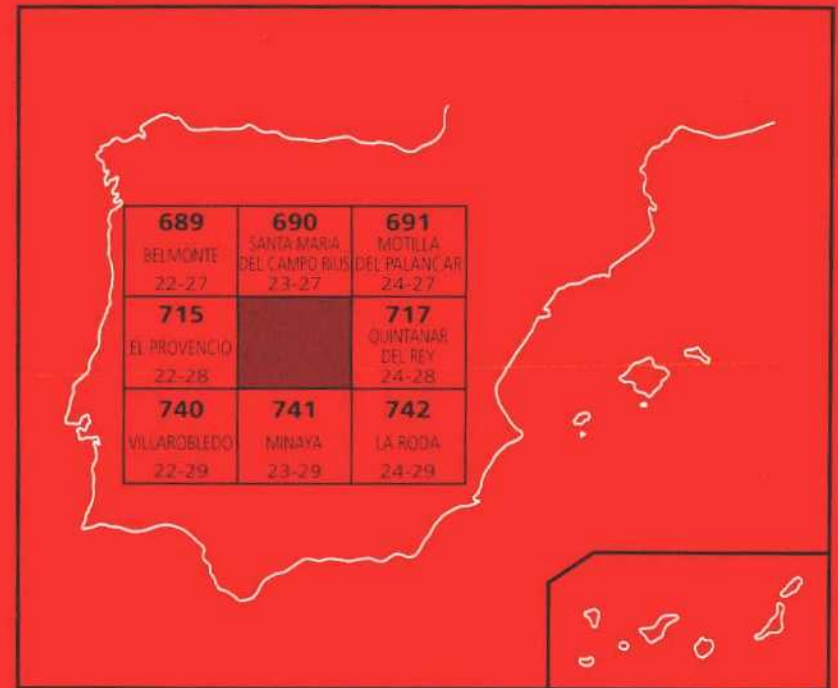 689
BELMONTE
22-27
690
SANTA MARIA
DEL CAMPO RUS
23-27
691
MOTILLA
DEL PALANCAR
24-27
715
EL PROVENCIO
22-28
717
QUINTANAR
DEL REY
24-28
740
VILLAROBLEDO
22-29
741
MINAYA
23-29
742
LA RODA
24-29